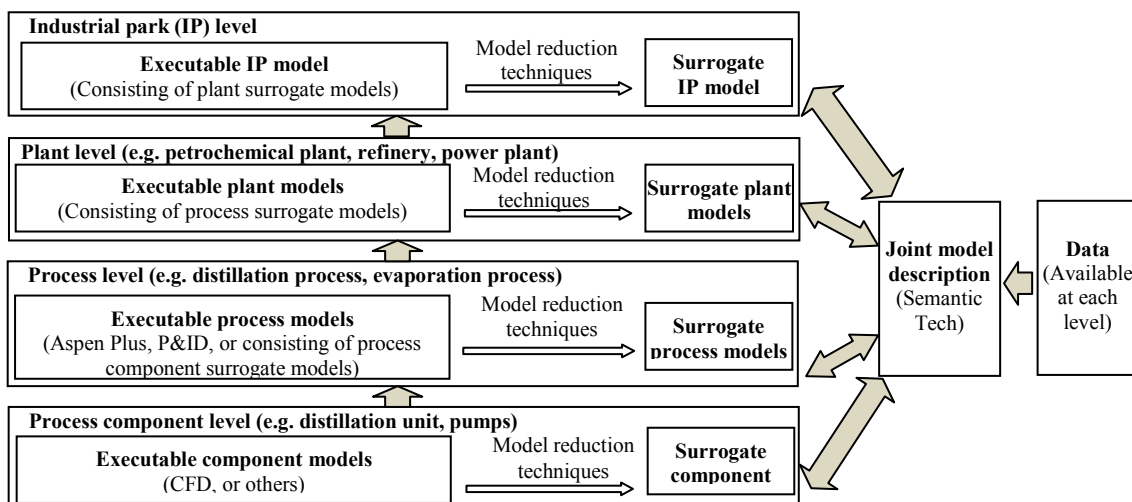 Industrial park (IP) level
Executable IP model
(Consisting of plant surrogate models)
Model reduction
techniques
Surrogate
IP model
Plant level (e.g. petrochemical plant, refinery, power plant)
Executable plant models
(Consisting of process surrogate models)
Model reduction
techniques
Surrogate plant
models
Process level (e.g. distillation process, evaporation process)
Executable process models
(Aspen Plus, P&ID, or consisting of process
component surrogate models)
Model reduction
techniques
Surrogate
process models
Process component level (e.g. distillation unit, pumps)
Executable component models
(CFD, or others)
Model reduction
techniques
Surrogate
component
Joint model
description
(Semantic
Tech)
Data
(Available
at each
level)